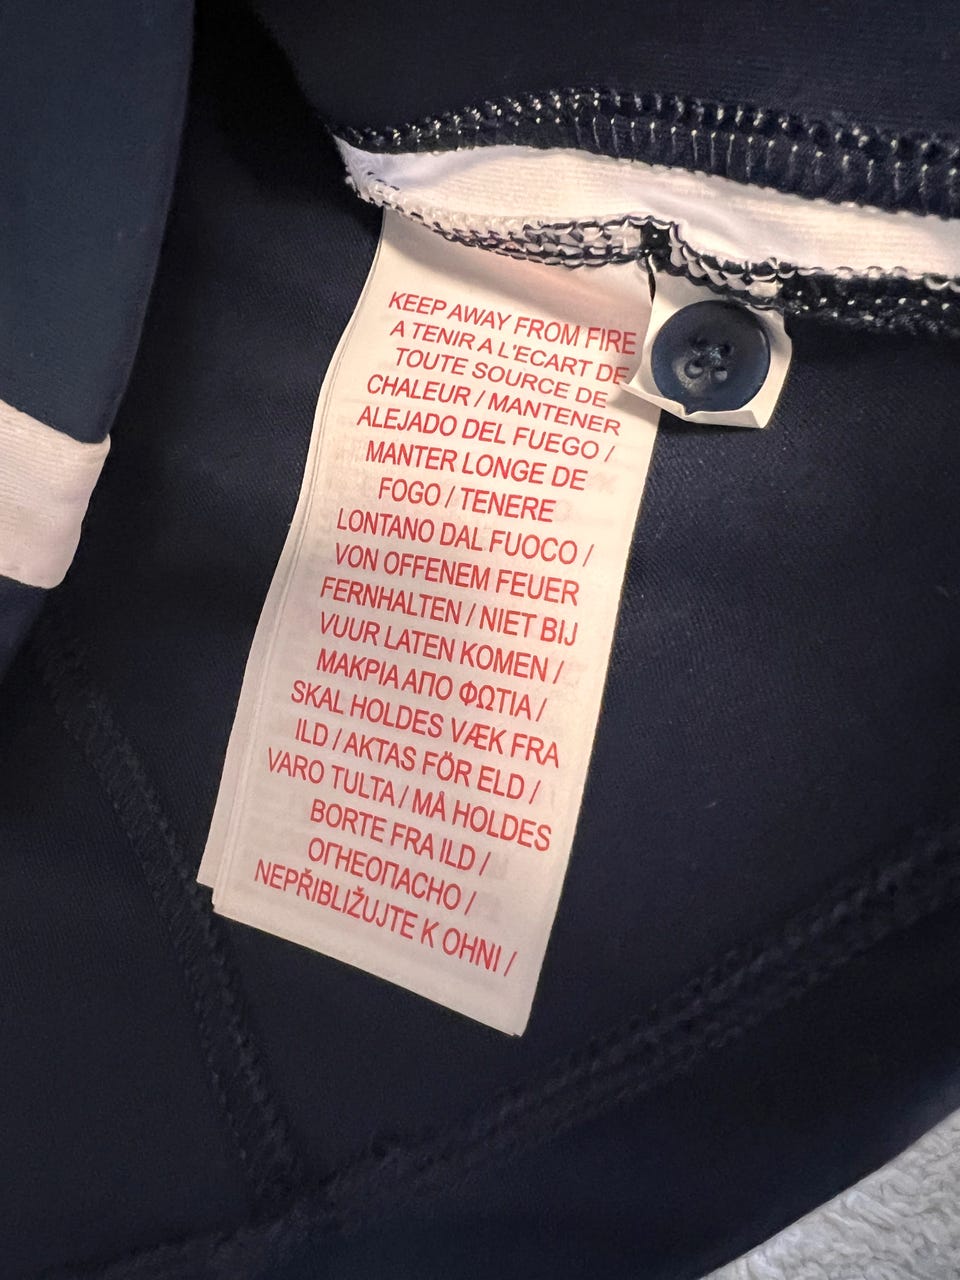 KEEP AWAY FROM FIRE
A TENIR A L'ECART DE
TOUTE SOURCE DE
CHALEUR / MANTENER
ALEJADO DEL FUEGO /
MANTER LONGE DE
FOGO / TENERE
LONTANO DAL FUOCO /
VON OFFENEM FEUER
FERNHALTEN / NIET BIJ
VUUR LATEN KOMEN /
ΜΑΚΡΙΑ ΑΠΟ ΦΩΤΙΑ /
SKAL HOLDES VÆK FRA
ILD / AKTAS FÖR ELD /
VARO TULTA / MÅ HOLDES
BORTE FRA ILD /
ОГНЕОПАСНО /
NEPŘIBLIŽUJTE K OHNI /